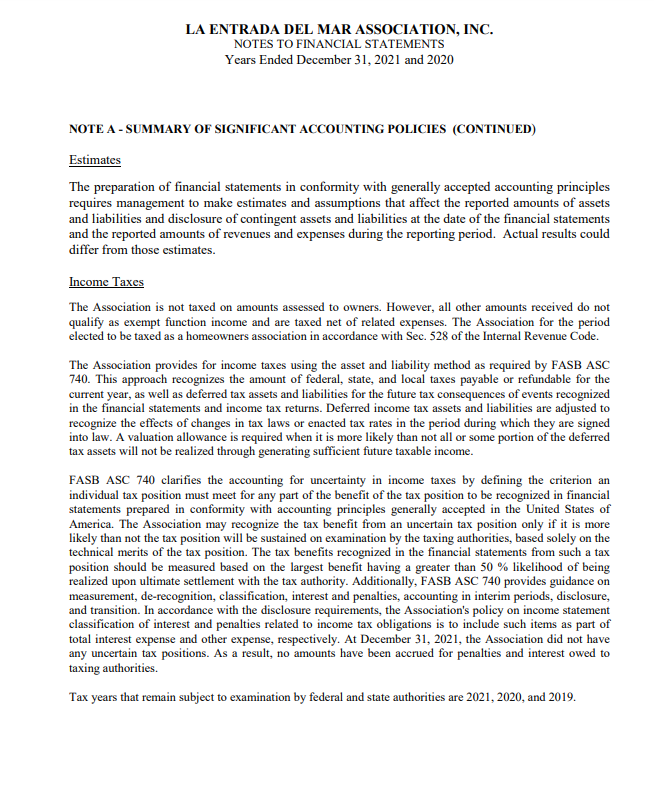 LA ENTRADA DEL MAR ASSOCIATION, INC.
NOTES TO FINANCIAL STATEMENTS
Years Ended December 31, 2021 and 2020
NOTE A - SUMMARY OF SIGNIFICANT ACCOUNTING POLICIES (CONTINUED)
Estimates
The preparation of financial statements in conformity with generally accepted accounting principles
requires management to make estimates and assumptions that affect the reported amounts of assets
and liabilities and disclosure of contingent assets and liabilities at the date of the financial statements
and the reported amounts of revenues and expenses during the reporting period. Actual results could
differ from those estimates.
Income Taxes
The Association is not taxed on amounts assessed to owners. However, all other amounts received do not
qualify as exempt function income and are taxed net of related expenses. The Association for the period
elected to be taxed as a homeowners association in accordance with Sec. 528 of the Internal Revenue Code.
The Association provides for income taxes using the asset and liability method as required by FASB ASC
740. This approach recognizes the amount of federal, state, and local taxes payable or refundable for the
current year, as well as deferred tax assets and liabilities for the future tax consequences of events recognized
in the financial statements and income tax returns. Deferred income tax assets and liabilities are adjusted to
recognize the effects of changes in tax laws or enacted tax rates in the period during which they are signed
into law. A valuation allowance is required when it is more likely than not all or some portion of the deferred
tax assets will not be realized through generating sufficient future taxable income.
FASB ASC 740 clarifies the accounting for uncertainty in income taxes by defining the criterion an
individual tax position must meet for any part of the benefit of the tax position to be recognized in financial
statements prepared in conformity with accounting principles generally accepted in the United States of
America. The Association may recognize the tax benefit from an uncertain tax position only if it is more
likely than not the tax position will be sustained on examination by the taxing authorities, based solely on the
technical merits of the tax position. The tax benefits recognized in the financial statements from such a tax
position should be measured based on the largest benefit having a greater than 50 % likelihood of being
realized upon ultimate settlement with the tax authority. Additionally, FASB ASC 740 provides guidance on
measurement, de-recognition, classification, interest and penalties, accounting in interim periods, disclosure,
and transition. In accordance with the disclosure requirements, the Association's policy on income statement
classification of interest and penalties related to income tax obligations is to include such items as part of
total interest expense and other expense, respectively. At December 31, 2021, the Association did not have
any uncertain tax positions. As a result, no amounts have been accrued for penalties and interest owed to
taxing authorities.
Tax years that remain subject to examination by federal and state authorities are 2021, 2020, and 2019.